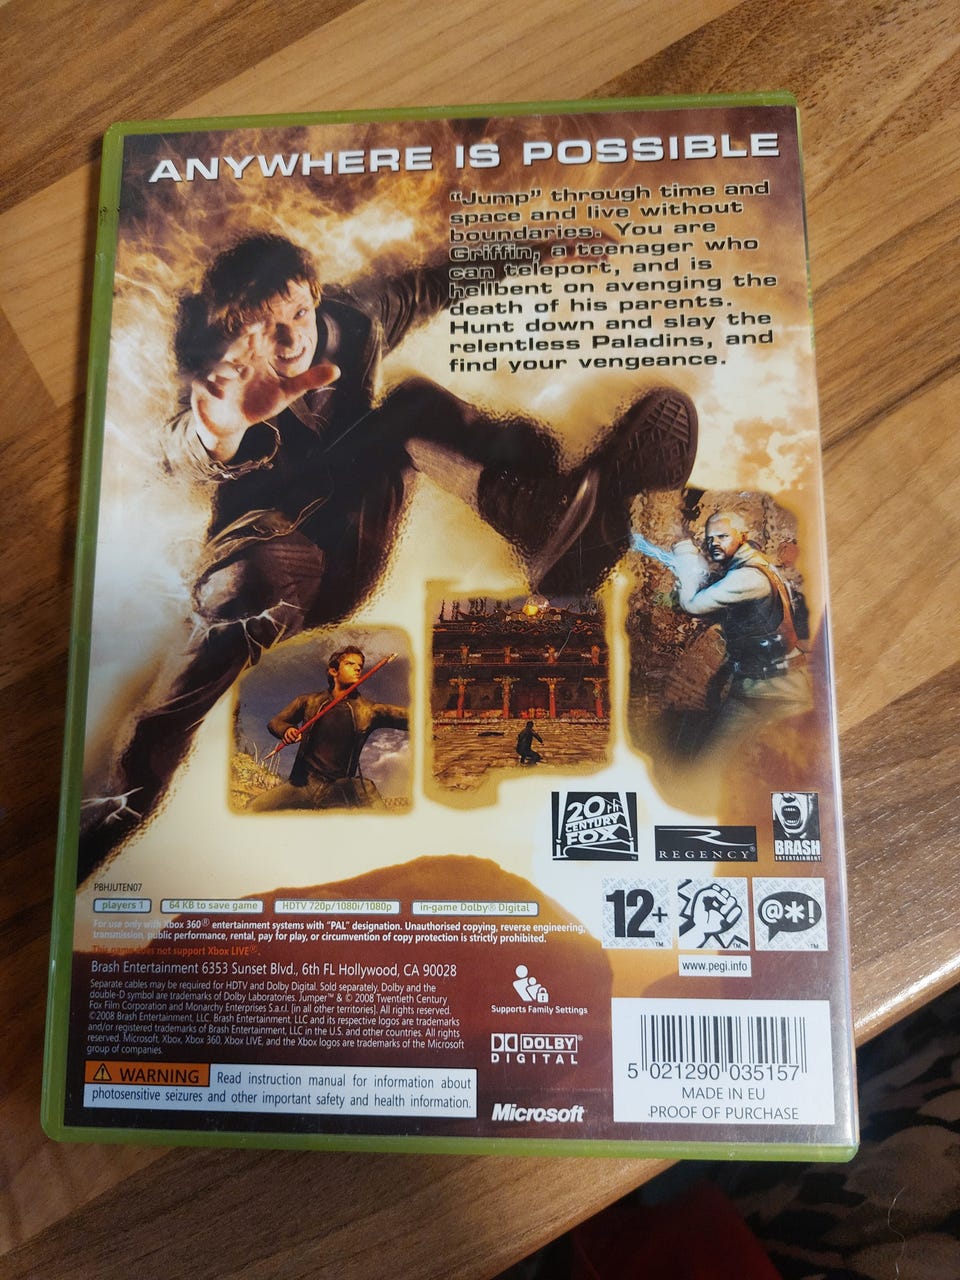 ANYWHERE IS POSSIBLE
“Jump” through time and
space and live without
boundaries. You are
Griffin, a teenager who
can teleport, and is
hellbent on avenging the
death of his parents.
Hunt down and slay the
relentless Paladins, and
find your vengeance.
20
CENTURY
FOX
REGENCY®
BRASH
ENTERTAINMENT
PBHJUTEN07
players 1
64 KB to save game
HDTV 720p/1080i/1080p
in-game Dolby® Digital
For use only with Xbox 360® entertainment systems with “PAL” designation. Unauthorised copying, reverse engineering,
transmission, public performance, rental, pay for play, or circumvention of copy protection is strictly prohibited.
This game does not support Xbox LIVE®.
12+
@*!
www.pegi.info
Brash Entertainment 6353 Sunset Blvd., 6th FL Hollywood, CA 90028
Separate cables may be required for HDTV and Dolby Digital. Sold separately. Dolby and the
double-D symbol are trademarks of Dolby Laboratories. Jumper™ & © 2008 Twentieth Century
Fox Film Corporation and Monarchy Enterprises S.a.r.l. [in all other territories]. All rights reserved.
©2008 Brash Entertainment, LLC. Brash Entertainment, LLC and its respective logos are trademarks
and/or registered trademarks of Brash Entertainment, LLC in the U.S. and other countries. All rights
reserved. Microsoft, Xbox, Xbox 360, Xbox LIVE, and the Xbox logos are trademarks of the Microsoft
group of companies.
Supports Family Settings
DOLBY®
DIGITAL
WARNING Read instruction manual for information about
photosensitive seizures and other important safety and health information.
Microsoft®
5 021290 035157
MADE IN EU
PROOF OF PURCHASE